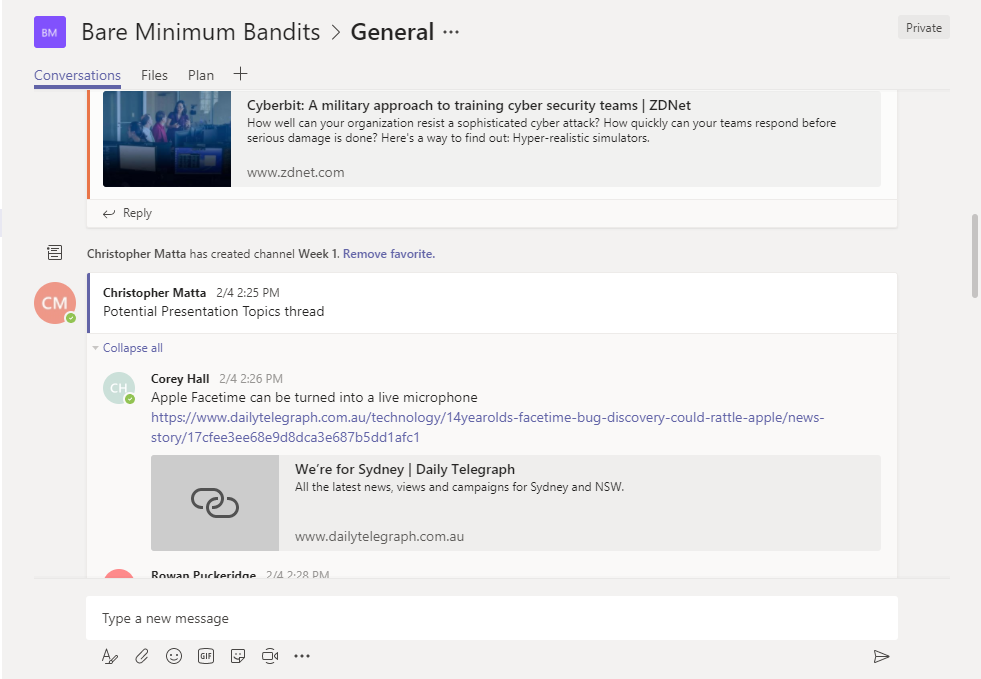 BM Bare Minimum Bandits > General ...
Private
Conversations Files Plan +
Cyberbit: A military approach to training cyber security teams | ZDNet
How well can your organization resist a sophisticated cyber attack? How quickly can your teams respond before
serious damage is done? Here's a way to find out: Hyper-realistic simulators.
www.zdnet.com
Reply
Christopher Matta has created channel Week 1. Remove favorite.
CM
Christopher Matta 2/4 2:25 PM
Potential Presentation Topics thread
Collapse all
CH
Corey Hall 2/4 2:26 PM
Apple Facetime can be turned into a live microphone
https://www.dailytelegraph.com.au/technology/14yearolds-facetime-bug-discovery-could-rattle-apple/news-
story/17cfee3ee68e9d8dca3e687b5dd1afc1
We’re for Sydney | Daily Telegraph
All the latest news, views and campaigns for Sydney and NSW.
www.dailytelegraph.com.au
Rowan Puckeridge 2/4 2:28 PM
Type a new message
GIF